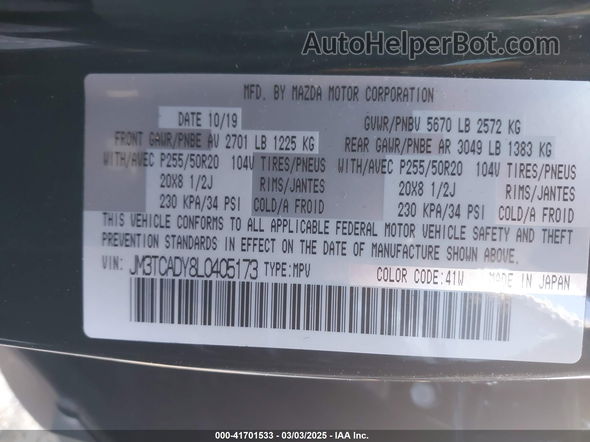 AutoHelperBot.com
MFD. BY MAZDA MOTOR CORPORATION
DATE 10/19 GVWR/PNBV 5670 LB 2572 KG
FRONT GAWR/PNBE AV 2701 LB 1225 KG REAR GAWR/PNBE AR 3049 LB 1383 KG
WITH/AVEC P255/50R20 104V TIRES/PNEUS WITH/AVEC P255/50R20 104V TIRES/PNEUS
20X8 1/2J RIMS/JANTES 20X8 1/2J RIMS/JANTES
230 KPA/34 PSI COLD/A FROID 230 KPA/34 PSI COLD/A FROID
THIS VEHICLE CONFORMS TO ALL APPLICABLE FEDERAL MOTOR VEHICLE SAFETY AND THEFT
PREVENTION STANDARDS IN EFFECT ON THE DATE OF MANUFACTURE SHOWN ABOVE.
VIN: JM3TCADY8L0405173 TYPE:MPV COLOR CODE:41W MADE IN JAPAN
000-41701533 - 03/03/2025 - IAA Inc.